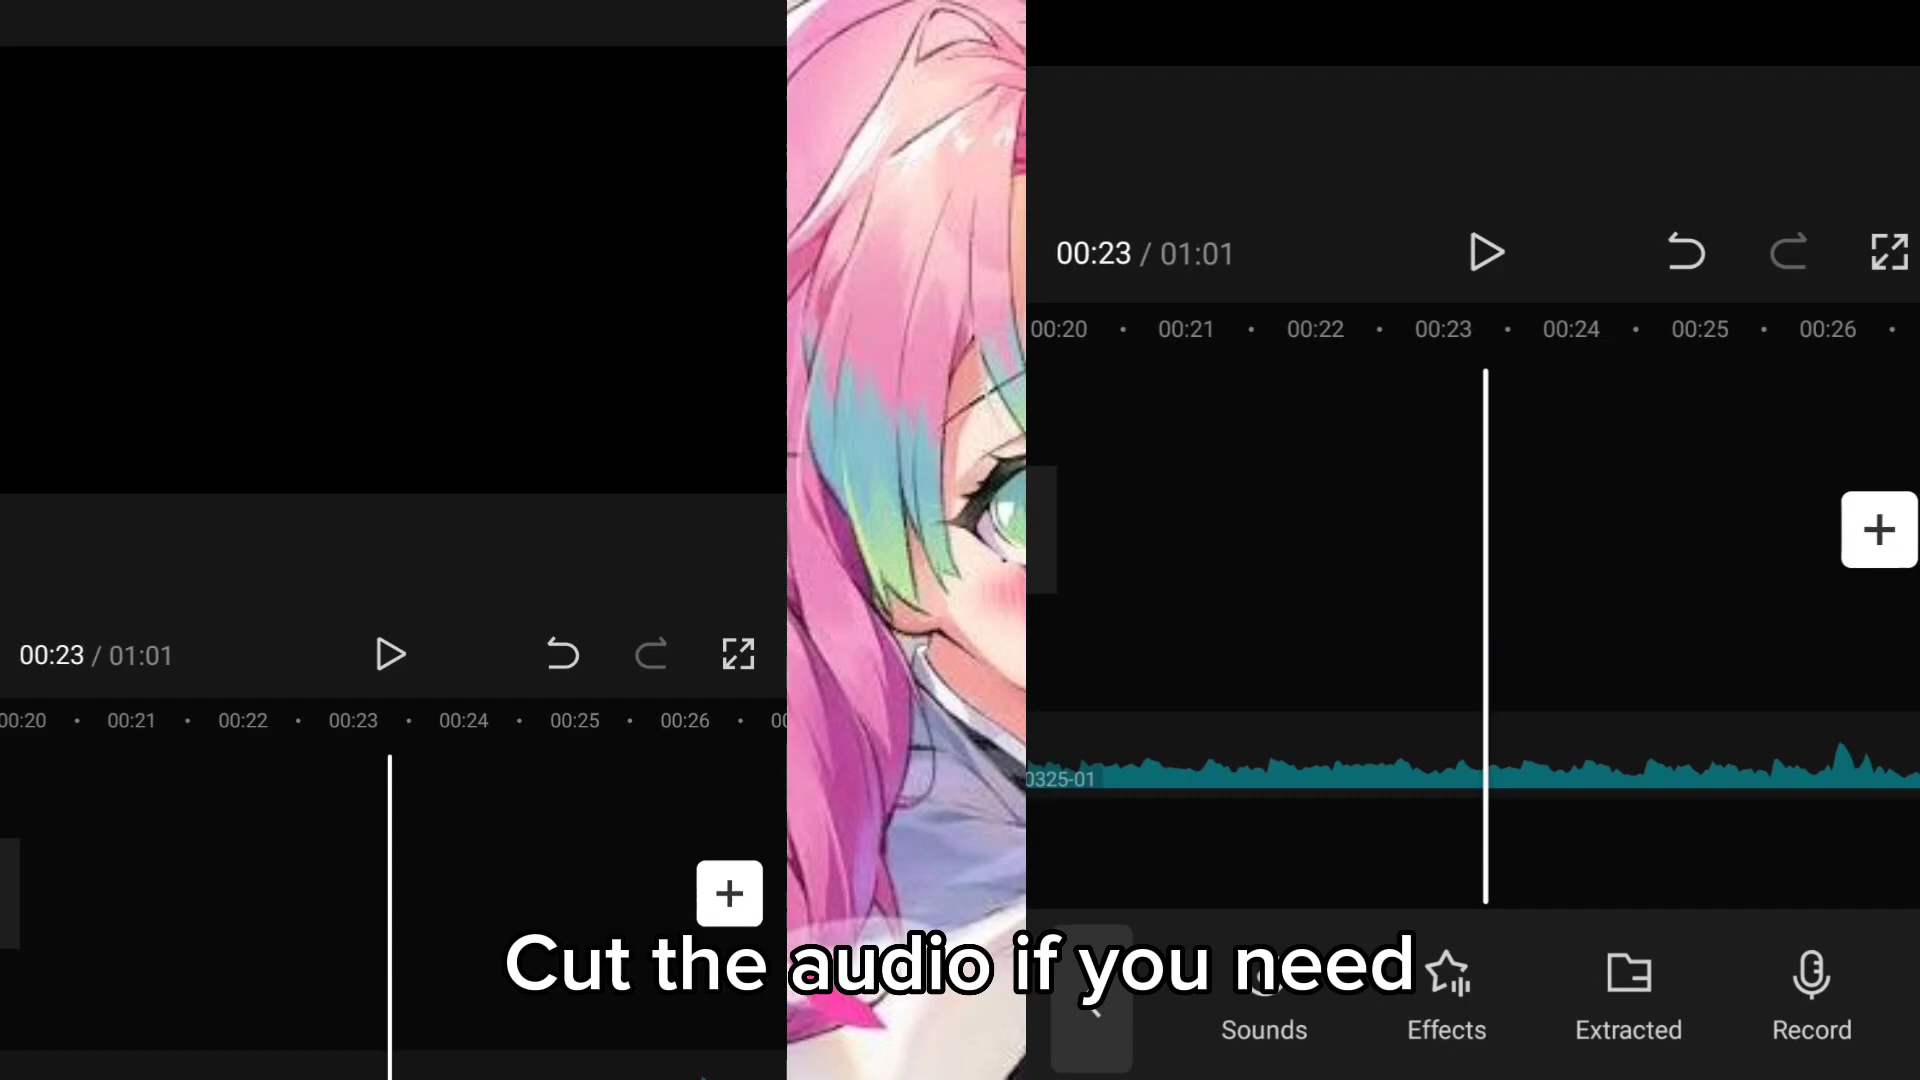 00:23 / 01:01
00:20 00:21 00:22 00:23 00:24 00:25 00:26
00:23 / 01:01
00:20 00:21 00:22 00:23 00:24 00:25 00:26
0325-01
Cut the audio if you need
Sounds Effects Extracted Record